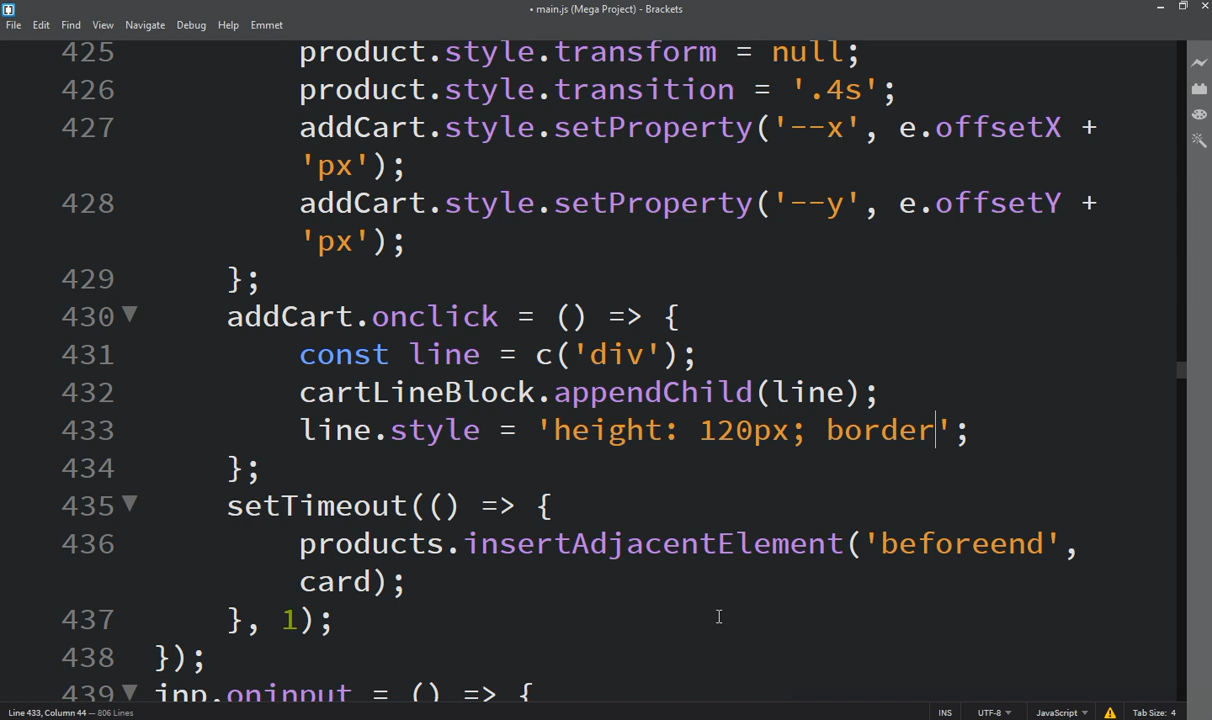 • main.js (Mega Project) - Brackets
File Edit Find View Navigate Debug Help Emmet
425 product.style.transform = null;
426 product.style.transition = '.4s';
427 addCart.style.setProperty('--x', e.offsetX +
'px');
428 addCart.style.setProperty('--y', e.offsetY +
'px');
429 };
430 addCart.onclick = () => {
431 const line = c('div');
432 cartLineBlock.appendChild(line);
433 line.style = 'height: 120px; border';
434 };
435 setTimeout(() => {
436 products.insertAdjacentElement('beforeend',
card);
437 }, 1);
438 });
439 inp.oninput = () => {
Line 433, Column 44 — 806 Lines INS UTF-8 JavaScript Tab Size: 4